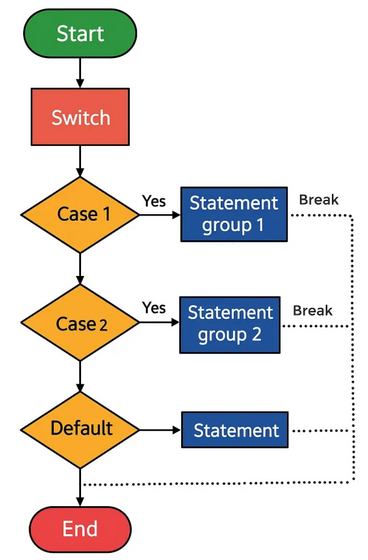 Start
Switch
Case 1
Yes
Statement
group 1
Break
Case 2
Yes
Statement
group 2
Break
Default
Statement
End